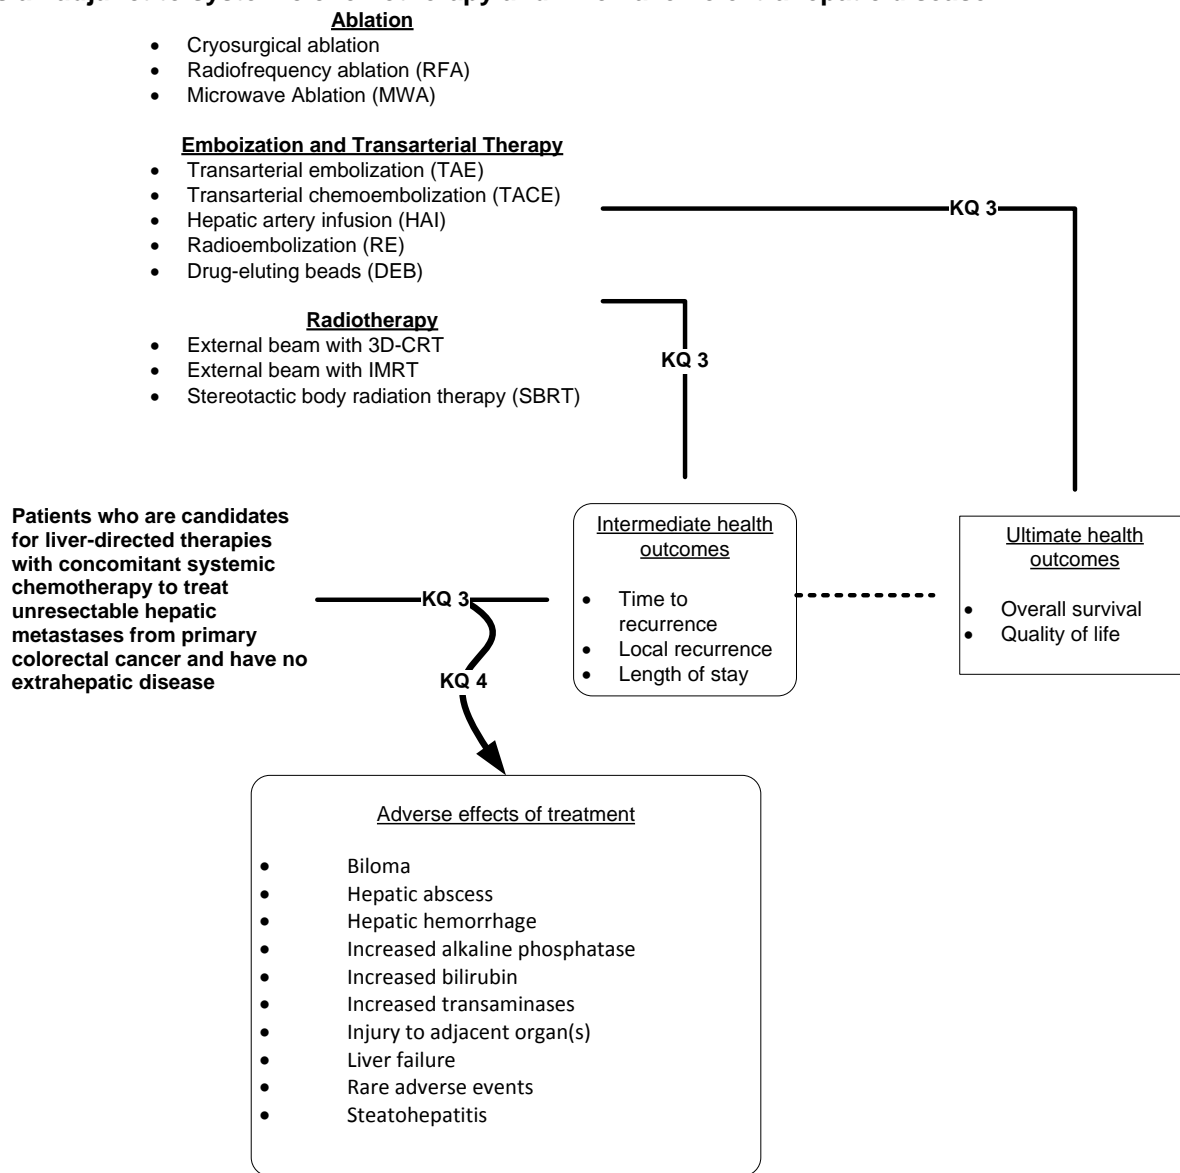 Ablation
• Cryosurgical ablation
• Radiofrequency ablation (RFA)
• Microwave Ablation (MWA)
Emboization and Transarterial Therapy
• Transarterial embolization (TAE)
• Transarterial chemoembolization (TACE)
• Hepatic artery infusion (HAI)
• Radioembolization (RE)
• Drug-eluting beads (DEB)
KQ 3
Radiotherapy
• External beam with 3D-CRT
• External beam with IMRT
• Stereotactic body radiation therapy (SBRT)
KQ 3
Patients who are candidates
for liver-directed therapies
with concomitant systemic
chemotherapy to treat
unresectable hepatic
metastases from primary
colorectal cancer and have no
extrahepatic disease
KQ 3
KQ 4
Intermediate health
outcomes
• Time to
recurrence
• Local recurrence
• Length of stay
Ultimate health
outcomes
• Overall survival
• Quality of life
Adverse effects of treatment
• Biloma
• Hepatic abscess
• Hepatic hemorrhage
• Increased alkaline phosphatase
• Increased bilirubin
• Increased transaminases
• Injury to adjacent organ(s)
• Liver failure
• Rare adverse events
• Steatohepatitis